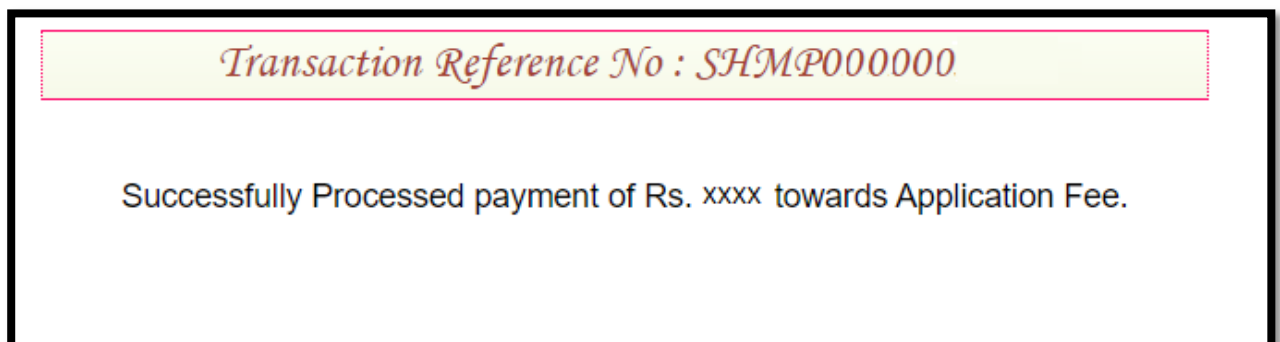 Transaction Reference No : SHMP000000
Successfully Processed payment of Rs. xxxx towards Application Fee.